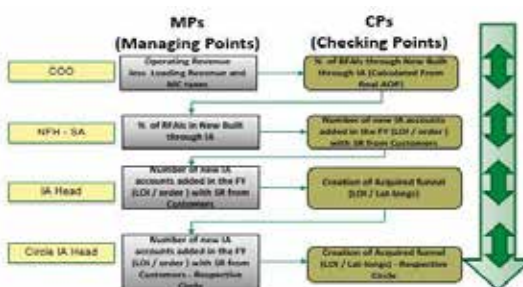 MPs
(Managing Points)
CPs
(Checking Points)
COO
Operating Revenue
less Loading Revenue and
taxes
% of RFAIs through New Built
through IA (Calculated From
Real AOP)
NFH - SA
% of RFAIs in New Built
through IA
Number of new IA accounts
added in the FY (LOI / order)
with SR from Customers
IA Head
Number of new IA
accounts added in the FY
(LOI / order) with SR from
Customers
Creation of Acquired funnel
(LOI / Lat-longs)
Circle IA Head
Number of new IA
accounts added in the FY
(LOI / order) with SR from
Customers - Respective
Circle
Creation of Acquired funnel
(LOI / Lat-longs) - Respective
Circle